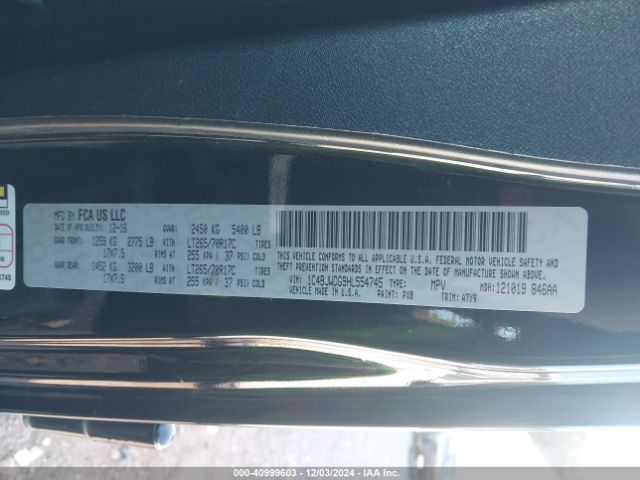 MFD BY FCA US LLC
DATE OF MFR/BUILT: 12-16 GVWR: 2450 KG 5400 LB
GAWR FRONT: 1259 KG 2775 LB WITH LT265/70R17C TIRES
17X7.5 RIMS AT 255 KPA ( 37 PSI) COLD
GAWR REAR: 1452 KG 3200 LB WITH LT265/70R17C TIRES
17X7.5 RIMS AT 255 KPA ( 37 PSI) COLD
THIS VEHICLE CONFORMS TO ALL APPLICABLE U.S.A. FEDERAL MOTOR VEHICLE SAFETY AND
THEFT PREVENTION STANDARDS IN EFFECT ON THE DATE OF MANUFACTURE SHOWN ABOVE.
VEHICLE MADE IN U.S.A.
VIN: 1C4BJWDG9HL554745 TYPE: MPV MDH: 121019 846AA
PAINT: PX8 TRIM: A7X9
4745
000-40999603 - 12/03/2024 - IAA Inc.